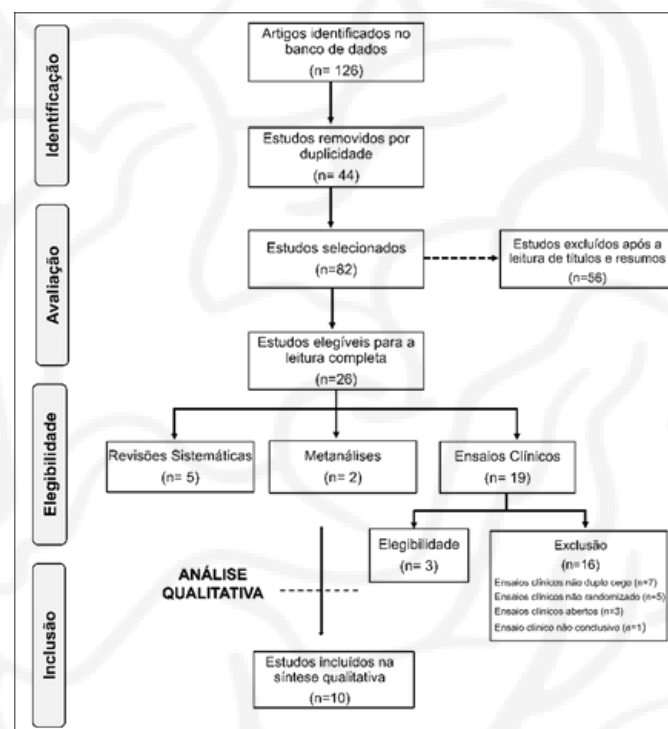 Identificação
Artigos identificados no
banco de dados
(n= 126)
Estudos removidos por
duplicidade
(n= 44)
Avaliação
Estudos selecionados
(n=82)
Estudos excluídos após a
leitura de títulos e resumos
(n=56)
Estudos elegíveis para a
leitura completa
(n=26)
Elegibilidade
Revisões Sistemáticas
(n= 5)
Metanálises
(n= 2)
Ensaios Clínicos
(n= 19)
Elegibilidade
(n= 3)
Exclusão
(n=16)
Ensaios clínicos não duplo cego (n=7)
Ensaios clínicos não randomizado (n=5)
Ensaios clínicos abertos (n=3)
Ensaio clínico não conclusivo (n=1)
ANÁLISE
QUALITATIVA
Inclusão
Estudos incluídos na
síntese qualitativa
(n=10)